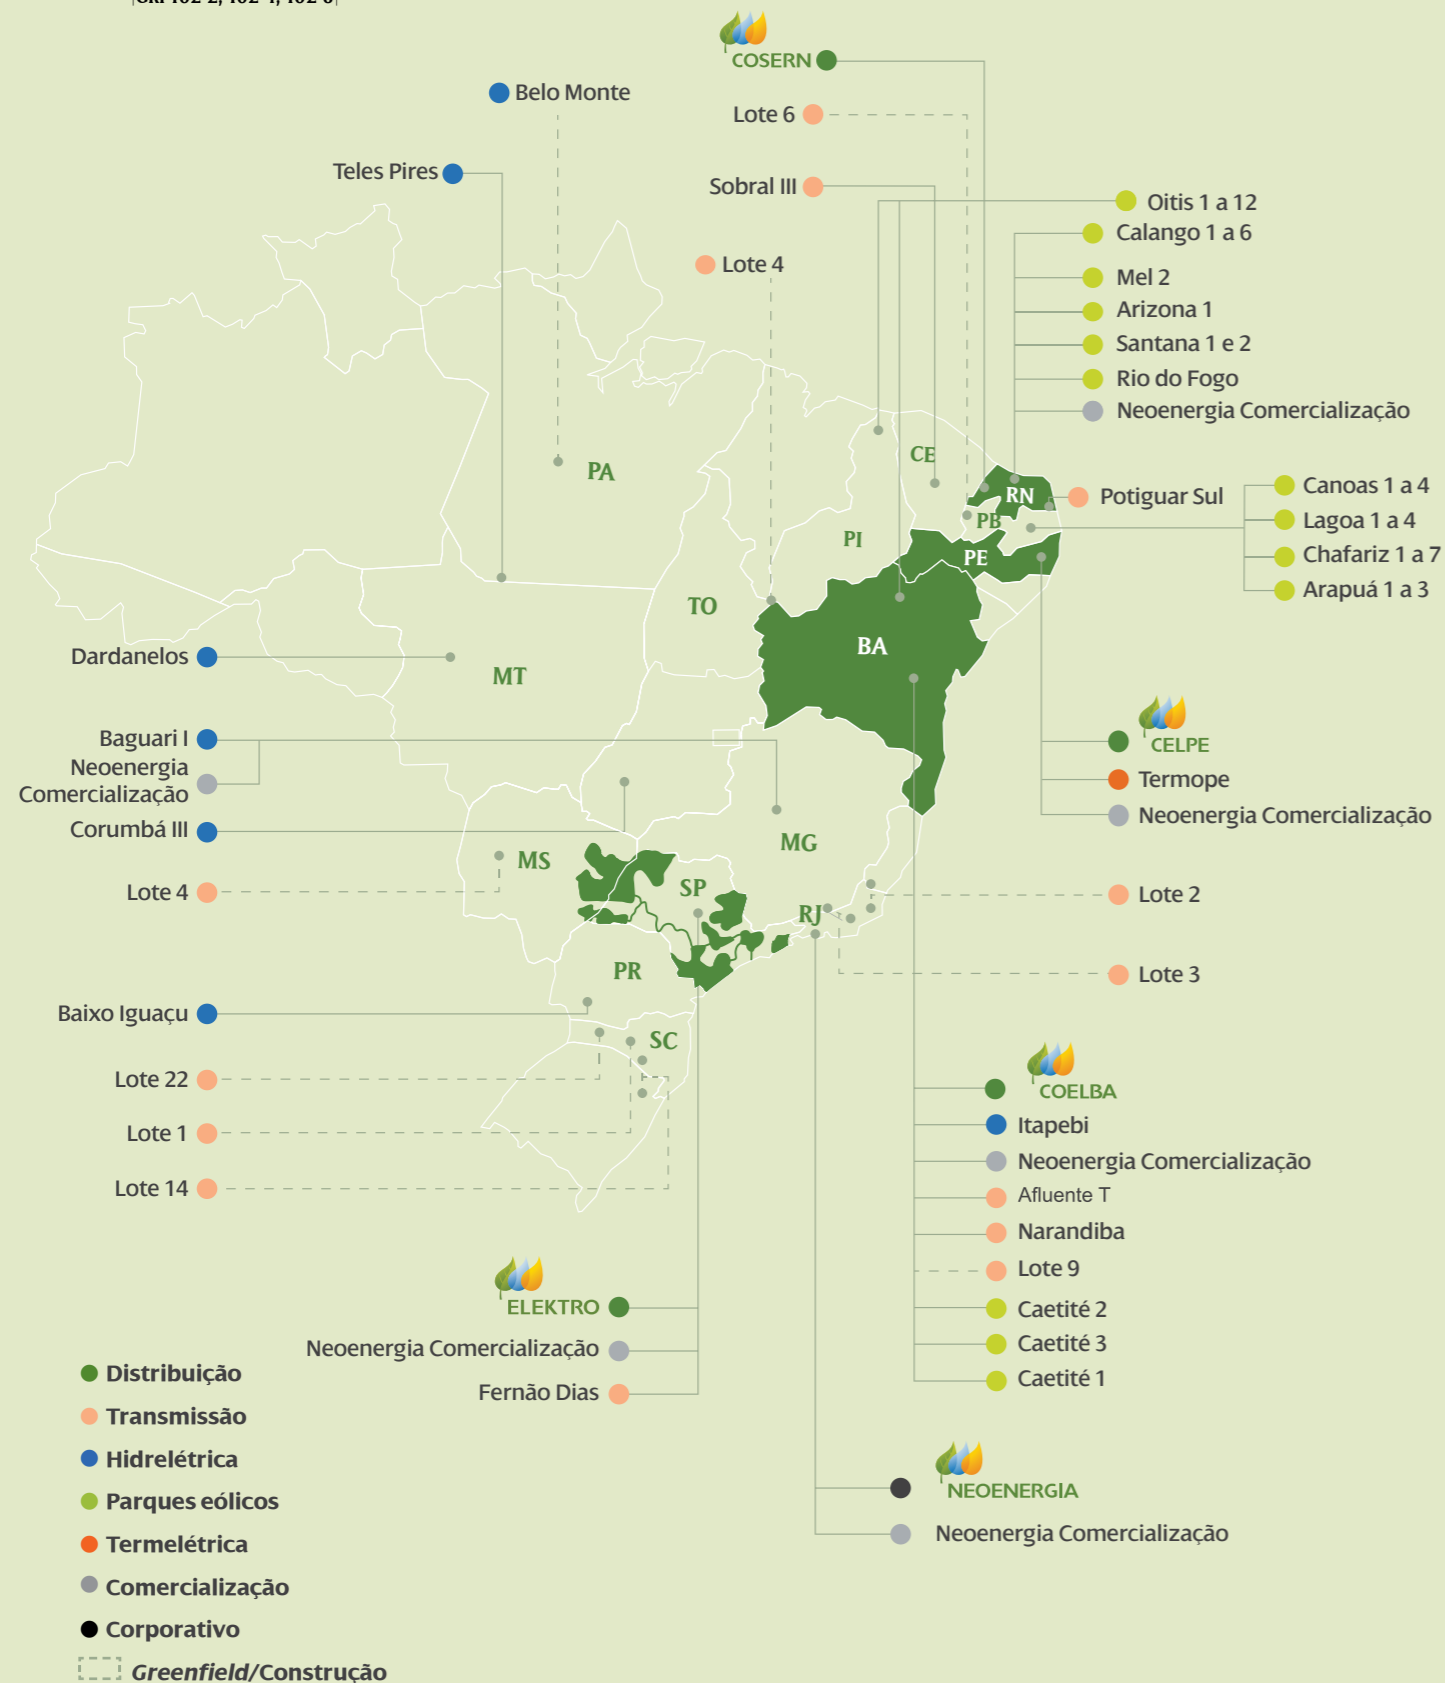 COSERN
Belo Monte
Lote 6
Teles Pires
Sobral III
Oitis 1 a 12
Calango 1 a 6
Lote 4
Mel 2
Arizona 1
Santana 1 e 2
Rio do Fogo
Neoenergia Comercialização
CE
PA
RN
Potiguar Sul
Canoas 1 a 4
PB
Lagoa 1 a 4
PI
PE
Chafariz 1 a 7
Arapuá 1 a 3
TO
BA
Dardanelos
MT
Baguari I
CELPE
Neoenergia
Comercialização
Termope
Neoenergia Comercialização
Corumbá III
MG
MS
SP
Lote 4
Lote 2
RJ
PR
Lote 3
Baixo Iguaçu
SC
Lote 22
COELBA
Lote 1
Itapebi
Neoenergia Comercialização
Lote 14
Afluente T
Narandiba
Lote 9
ELEKTRO
Caetité 2
Neoenergia Comercialização
Caetité 3
Fernão Dias
Caetité 1
Distribuição
Transmissão
Hidrelétrica
Parques eólicos
Termelétrica
Comercialização
Corporativo
Greenfield/Construção
NEOENERGIA
Neoenergia Comercialização